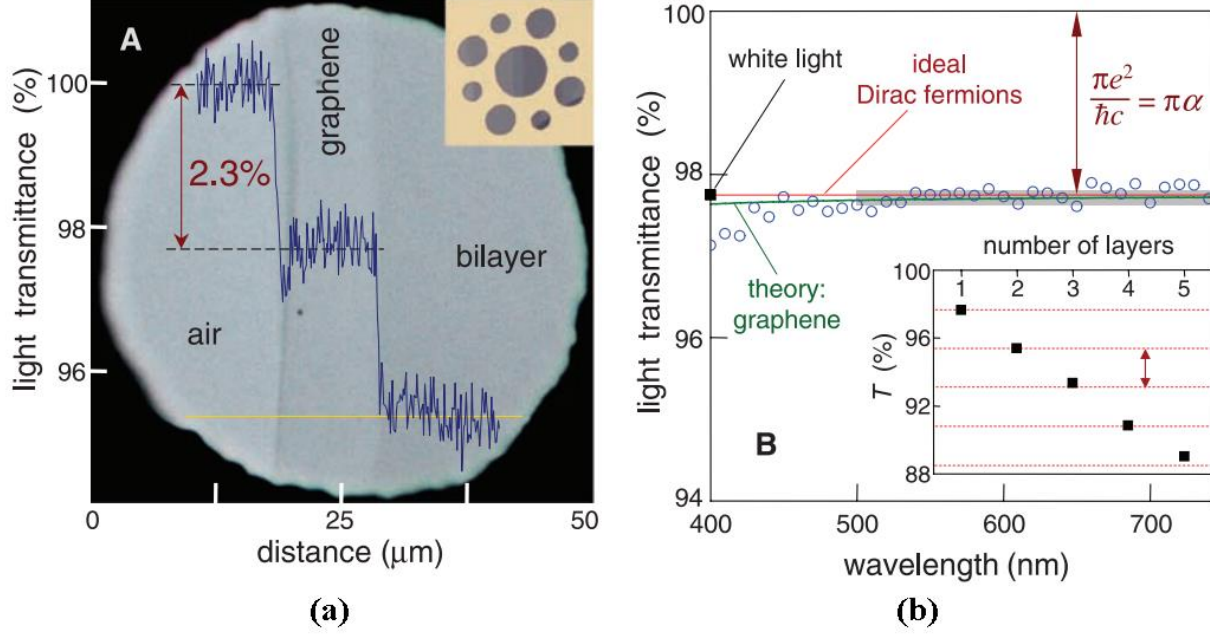 A
light transmittance (%)
100
98
96
2.3%
graphene
air
bilayer
0
25
50
distance (μm)
(a)
light transmittance (%)
100
98
96
94
white light
ideal
Dirac fermions
πe²/ħc = πα
theory:
graphene
B
number of layers
1 2 3 4 5
T (%)
100
96
92
88
400 500 600 700
wavelength (nm)
(b)